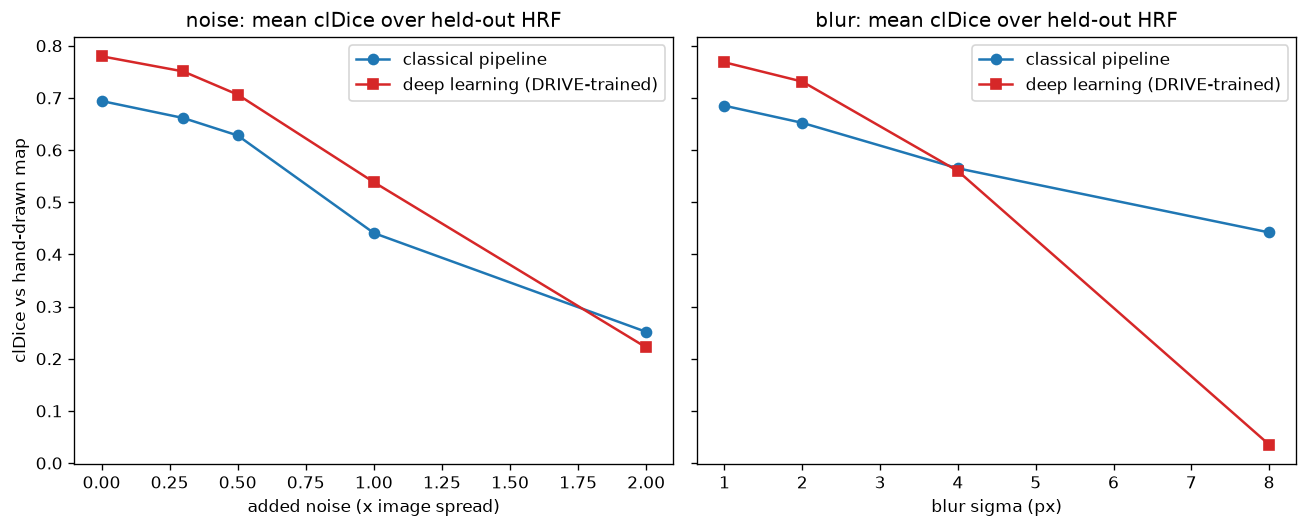 noise: mean clDice over held-out HRF
classical pipeline
deep learning (DRIVE-trained)
clDice vs hand-drawn map
0.8
0.7
0.6
0.5
0.4
0.3
0.2
0.1
0.0
0.00 0.25 0.50 0.75 1.00 1.25 1.50 1.75 2.00
added noise (x image spread)
blur: mean clDice over held-out HRF
classical pipeline
deep learning (DRIVE-trained)
1 2 3 4 5 6 7 8
blur sigma (px)